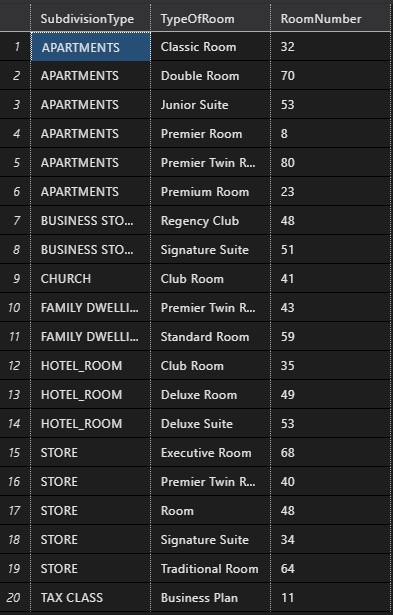 SubdivisionType TypeOfRoom RoomNumber
1 APARTMENTS Classic Room 32
2 APARTMENTS Double Room 70
3 APARTMENTS Junior Suite 53
4 APARTMENTS Premier Room 8
5 APARTMENTS Premier Twin R... 80
6 APARTMENTS Premium Room 23
7 BUSINESS STO... Regency Club 48
8 BUSINESS STO... Signature Suite 51
9 CHURCH Club Room 41
10 FAMILY DWELLI... Premier Twin R... 43
11 FAMILY DWELLI... Standard Room 59
12 HOTEL_ROOM Club Room 35
13 HOTEL_ROOM Deluxe Room 49
14 HOTEL_ROOM Deluxe Suite 53
15 STORE Executive Room 68
16 STORE Premier Twin R... 40
17 STORE Room 48
18 STORE Signature Suite 34
19 STORE Traditional Room 64
20 TAX CLASS Business Plan 11